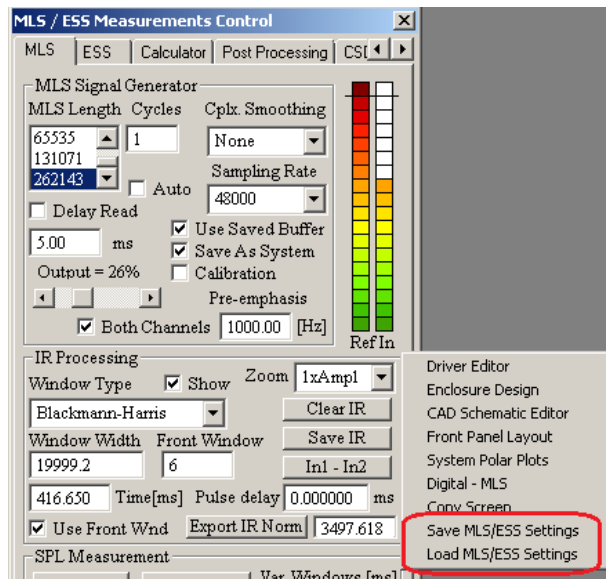 MLS / ESS Measurements Control
MLS ESS Calculator Post Processing
MLS Signal Generator
MLS Length Cycles Cplx. Smoothing
65535 1 None
131071
262143 Auto Sampling Rate
48000
Delay Read
Use Saved Buffer
5.00 ms Save As System
Output = 26% Calibration
Pre-emphasis
Both Channels 1000.00 [Hz]
Ref In
IR Processing
Window Type Show Zoom 1xAmpl
Blackmann-Harris Clear IR
Window Width Front Window Save IR
19999.2 6 In1 - In2
416.650 Time[ms] Pulse delay 0.000000 ms
Use Front Wnd Export IR Norm 3497.618
SPL Measurement
Var. Windows [ms]
Driver Editor
Enclosure Design
CAD Schematic Editor
Front Panel Layout
System Polar Plots
Digital - MLS
Copy Screen
Save MLS/ESS Settings
Load MLS/ESS Settings